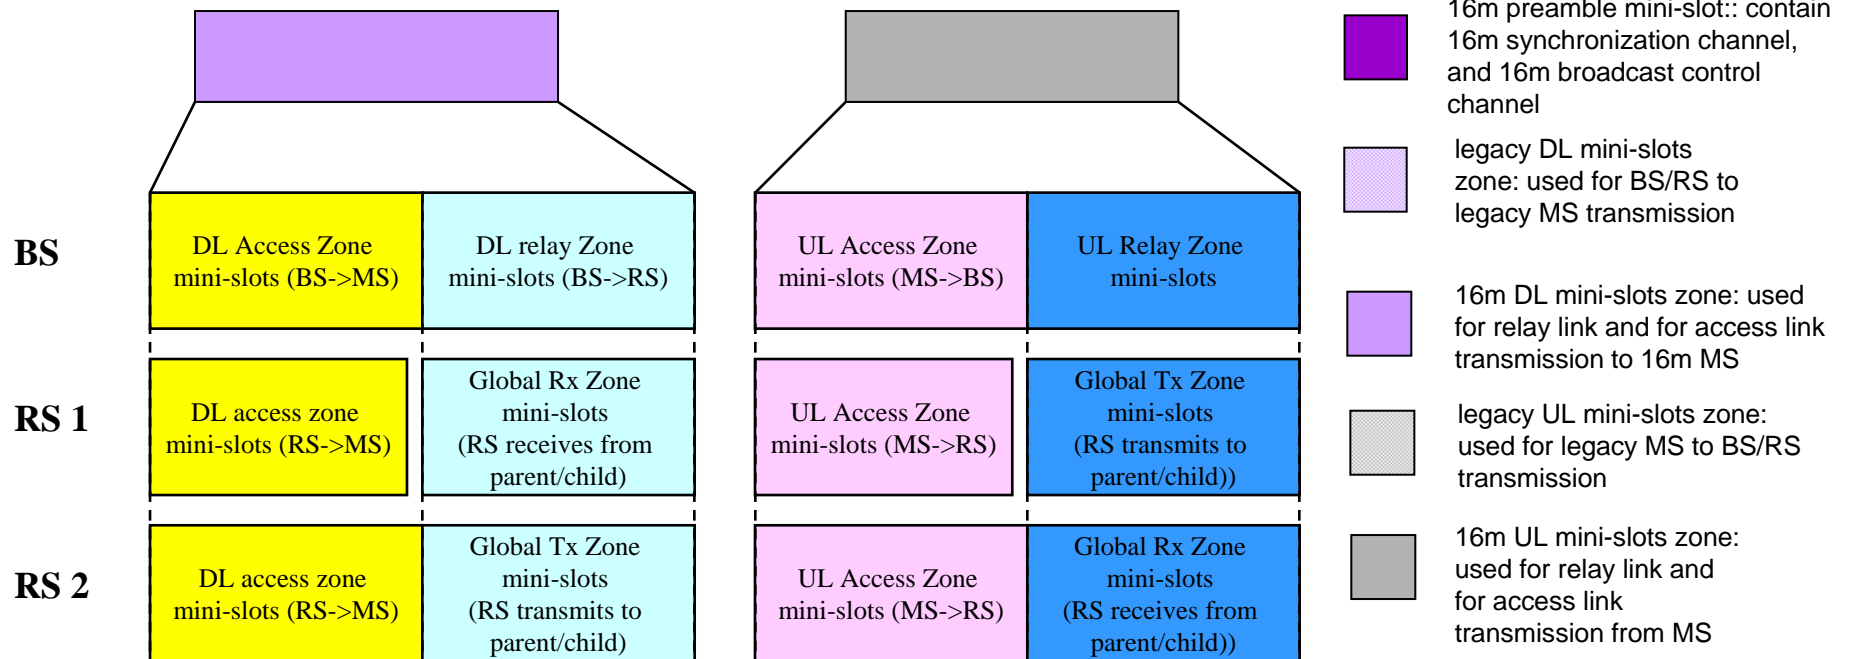 BS
DL Access Zone
mini-slots (BS->MS)
DL relay Zone
mini-slots (BS->RS)
UL Access Zone
mini-slots (MS->BS)
UL Relay Zone
mini-slots
RS 1
DL access zone
mini-slots (RS->MS)
Global Rx Zone
mini-slots
(RS receives from
parent/child)
UL Access Zone
mini-slots (MS->RS)
Global Tx Zone
mini-slots
(RS transmits to
parent/child))
RS 2
DL access zone
mini-slots (RS->MS)
Global Tx Zone
mini-slots
(RS transmits to
parent/child)
UL Access Zone
mini-slots (MS->RS)
Global Rx Zone
mini-slots
(RS receives from
parent/child))
16m preamble mini-slot:: contain
16m synchronization channel,
and 16m broadcast control
channel
legacy DL mini-slots
zone: used for BS/RS to
legacy MS transmission
16m DL mini-slots zone: used
for relay link and for access link
transmission to 16m MS
legacy UL mini-slots zone:
used for legacy MS to BS/RS
transmission
16m UL mini-slots zone:
used for relay link and
for access link
transmission from MS